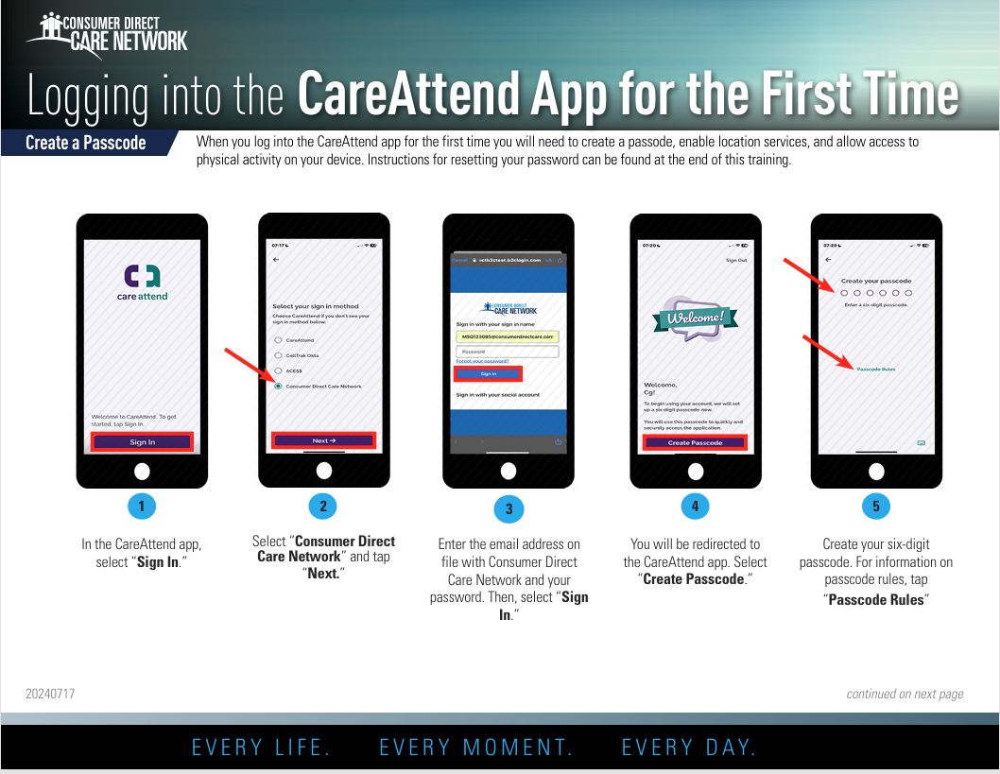 CONSUMER DIRECT
CARE NETWORK
Logging into the CareAttend App for the First Time
Create a Passcode
When you log into the CareAttend app for the first time you will need to create a passode, enable location services, and allow access to
physical activity on your device. Instructions for resetting your password can be found at the end of this training.
care attend
Welcome to CareAttend. To get
started, tap Sign In.
Sign In
07:17
Select your sign in method
Choose CareAttend if you don't see your
sign in method below.
CareAttend
CellTrak Okta
ACES$
Consumer Direct Care Network
Next →
Cancel
ctb2ctest.b2clogin.com
AA
CONSUMER DIRECT
CARE NETWORK
Sign in with your sign in name
MSQ123085@consumerdirectcare.com
Password
Forgot your password?
Sign in
Sign in with your social account
07:20
Sign Out
Welcome!
Welcome,
Cg!
To begin using your account, we will set
up a six-digit passcode now.
You will use this passcode to quickly and
securely access the application.
Create Passcode
07:20
Create your passcode
Enter a six-digit passcode.
Passcode Rules
1
2
3
4
5
In the CareAttend app,
select “Sign In.”
Select “Consumer Direct
Care Network” and tap
“Next.”
Enter the email address on
file with Consumer Direct
Care Network and your
password. Then, select “Sign
In.”
You will be redirected to
the CareAttend app. Select
“Create Passcode.”
Create your six-digit
passcode. For information on
passcode rules, tap
“Passcode Rules”
20240717
continued on next page
EVERY LIFE. EVERY MOMENT. EVERY DAY.